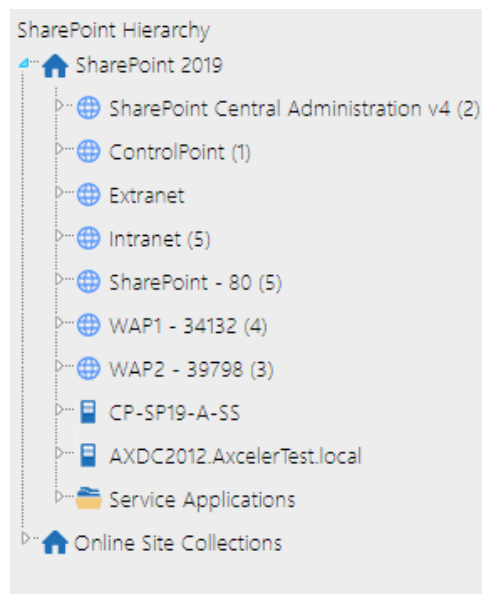 SharePoint Hierarchy
SharePoint 2019
SharePoint Central Administration v4 (2)
ControlPoint (1)
Extranet
Intranet (5)
SharePoint - 80 (5)
WAP1 - 34132 (4)
WAP2 - 39798 (3)
CP-SP19-A-SS
AXDC2012.AxcelerTest.local
Service Applications
Online Site Collections